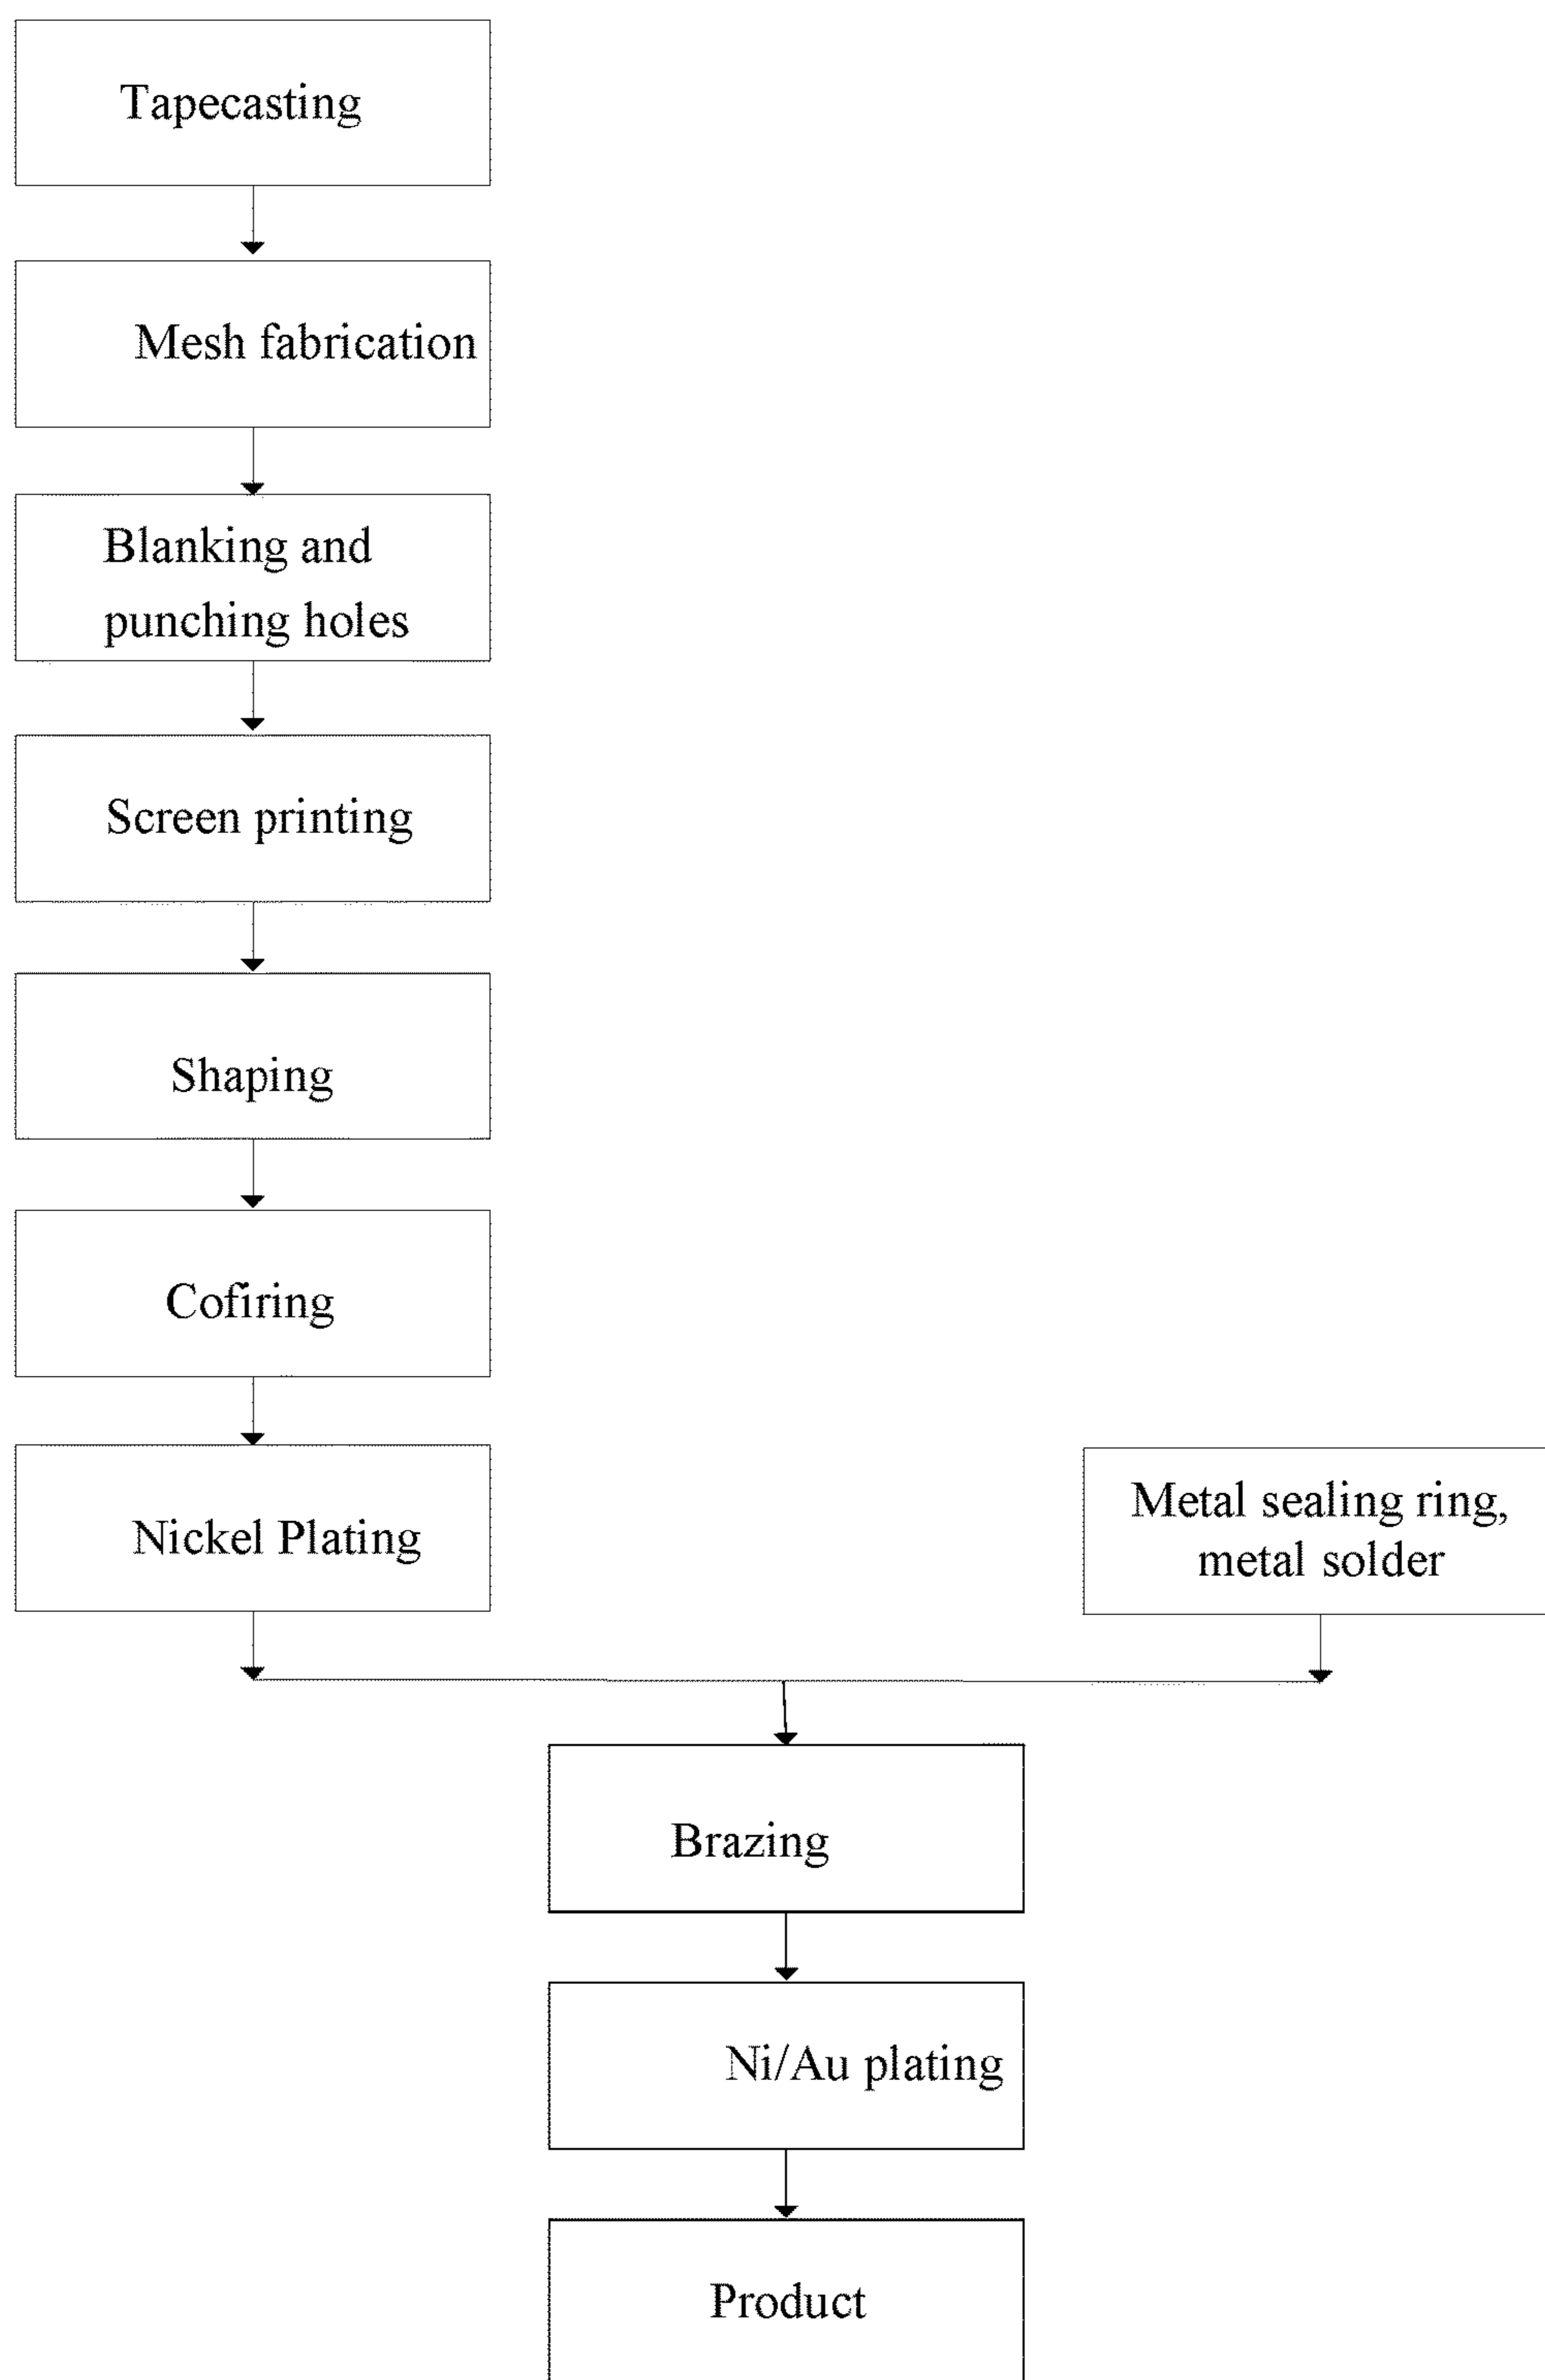 Tapecasting
Mesh fabrication
Blanking and
punching holes
Screen printing
Shaping
Cofiring
Nickel Plating
Metal sealing ring,
metal solder
Brazing
Ni/Au plating
Product